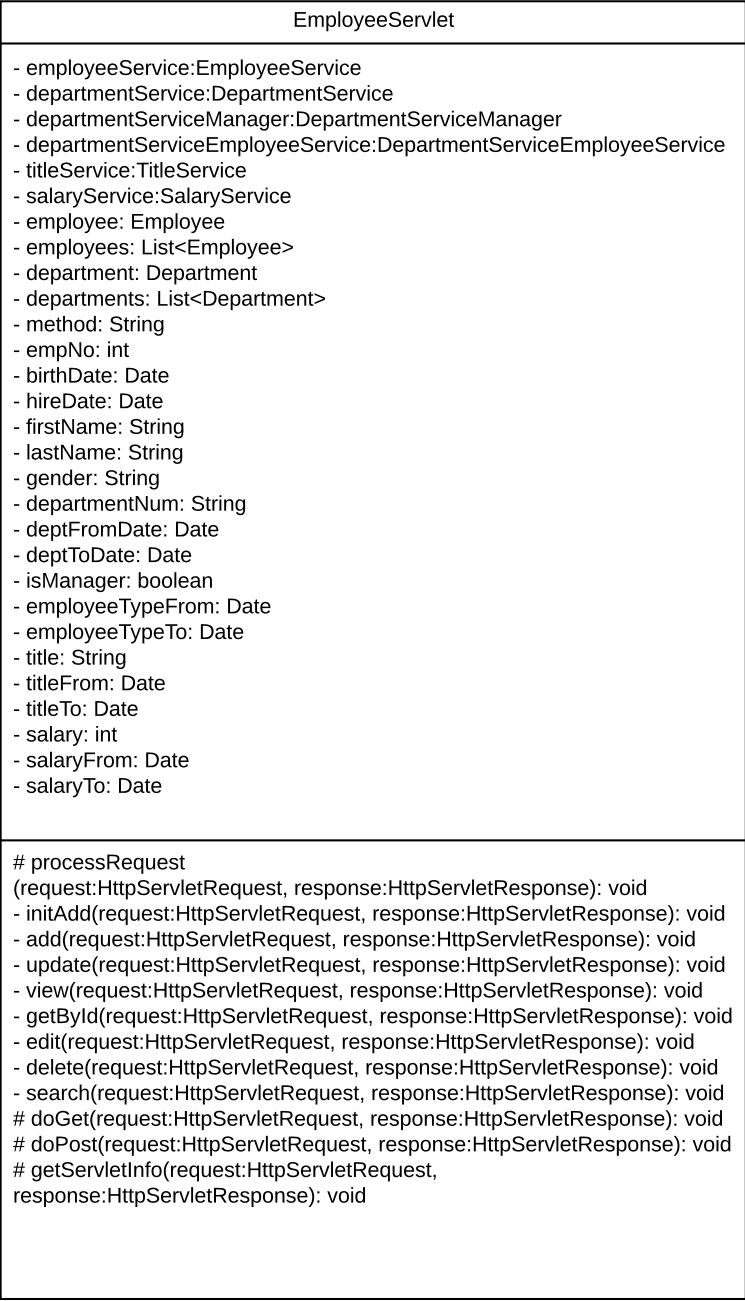 EmployeeServlet
- employeeService:EmployeeService
- departmentService:DepartmentService
- departmentServiceManager:DepartmentServiceManager
- departmentServiceEmployeeService:DepartmentServiceEmployeeService
- titleService:TitleService
- salaryService:SalaryService
- employee: Employee
- employees: List<Employee>
- department: Department
- departments: List<Department>
- method: String
- empNo: int
- birthDate: Date
- hireDate: Date
- firstName: String
- lastName: String
- gender: String
- departmentNum: String
- deptFromDate: Date
- deptToDate: Date
- isManager: boolean
- employeeTypeFrom: Date
- employeeTypeTo: Date
- title: String
- titleFrom: Date
- titleTo: Date
- salary: int
- salaryFrom: Date
- salaryTo: Date
# processRequest
(request:HttpServletRequest, response:HttpServletResponse): void
- initAdd(request:HttpServletRequest, response:HttpServletResponse): void
- add(request:HttpServletRequest, response:HttpServletResponse): void
- update(request:HttpServletRequest, response:HttpServletResponse): void
- view(request:HttpServletRequest, response:HttpServletResponse): void
- getById(request:HttpServletRequest, response:HttpServletResponse): void
- edit(request:HttpServletRequest, response:HttpServletResponse): void
- delete(request:HttpServletRequest, response:HttpServletResponse): void
- search(request:HttpServletRequest, response:HttpServletResponse): void
# doGet(request:HttpServletRequest, response:HttpServletResponse): void
# doPost(request:HttpServletRequest, response:HttpServletResponse): void
# getServletInfo(request:HttpServletRequest,
response:HttpServletResponse): void